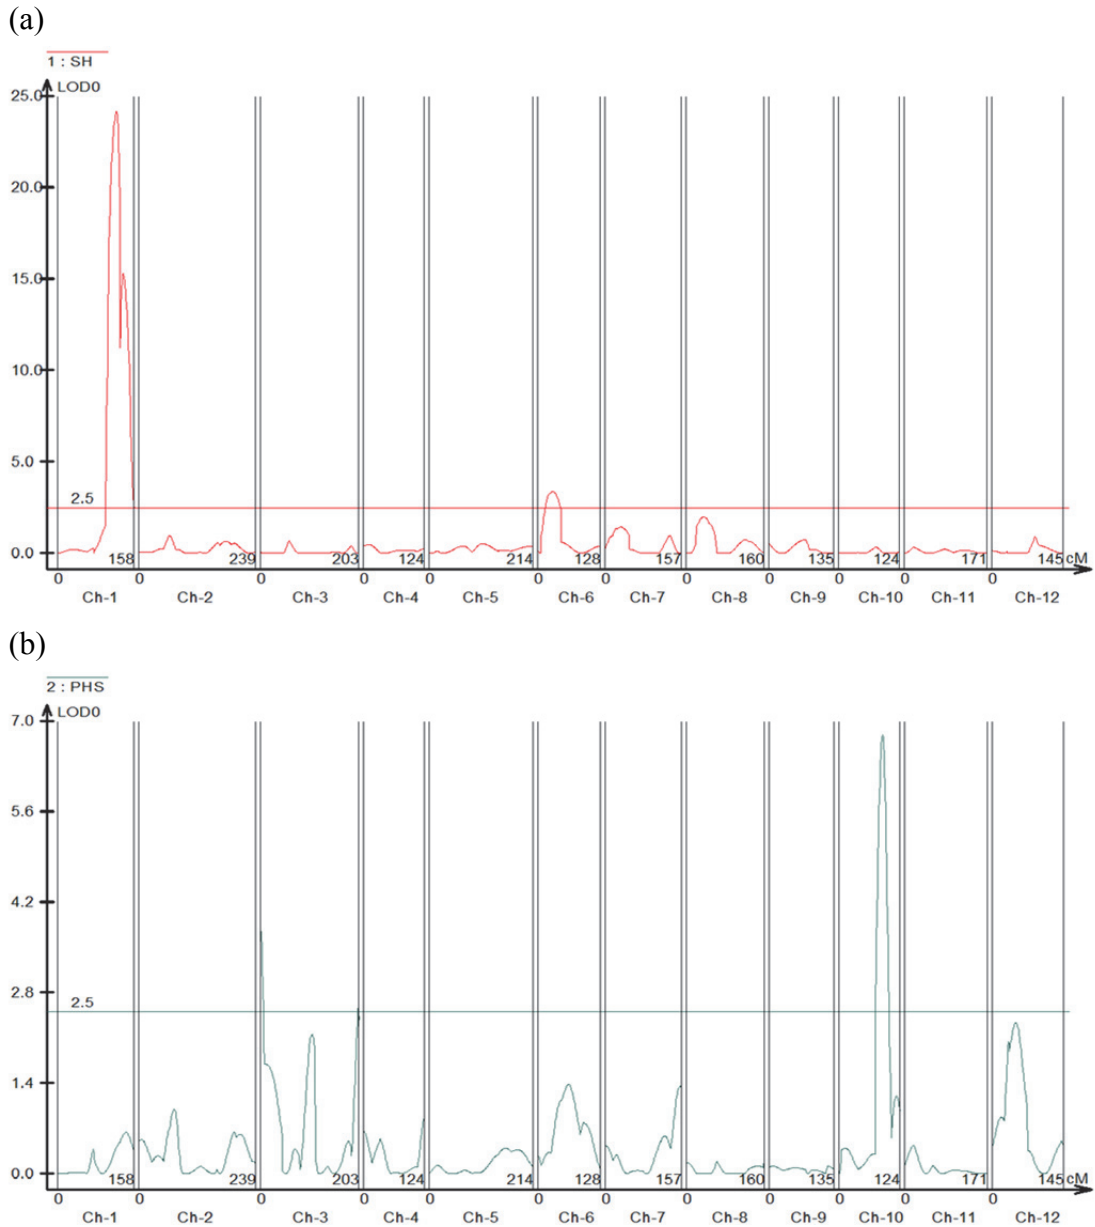 (a)
1 : SH
LOD0
25.0
20.0
15.0
10.0
5.0
2.5
0.0
158 239 203 124 214 128 157 160 135 124 171 145 cM
0 0 0 0 0 0 0 0 0 0 0 0
Ch-1 Ch-2 Ch-3 Ch-4 Ch-5 Ch-6 Ch-7 Ch-8 Ch-9 Ch-10 Ch-11 Ch-12
(b)
2 : PHS
LOD0
7.0
5.6
4.2
2.8
2.5
1.4
0.0
158 239 203 124 214 128 157 160 135 124 171 145 cM
0 0 0 0 0 0 0 0 0 0 0 0
Ch-1 Ch-2 Ch-3 Ch-4 Ch-5 Ch-6 Ch-7 Ch-8 Ch-9 Ch-10 Ch-11 Ch-12